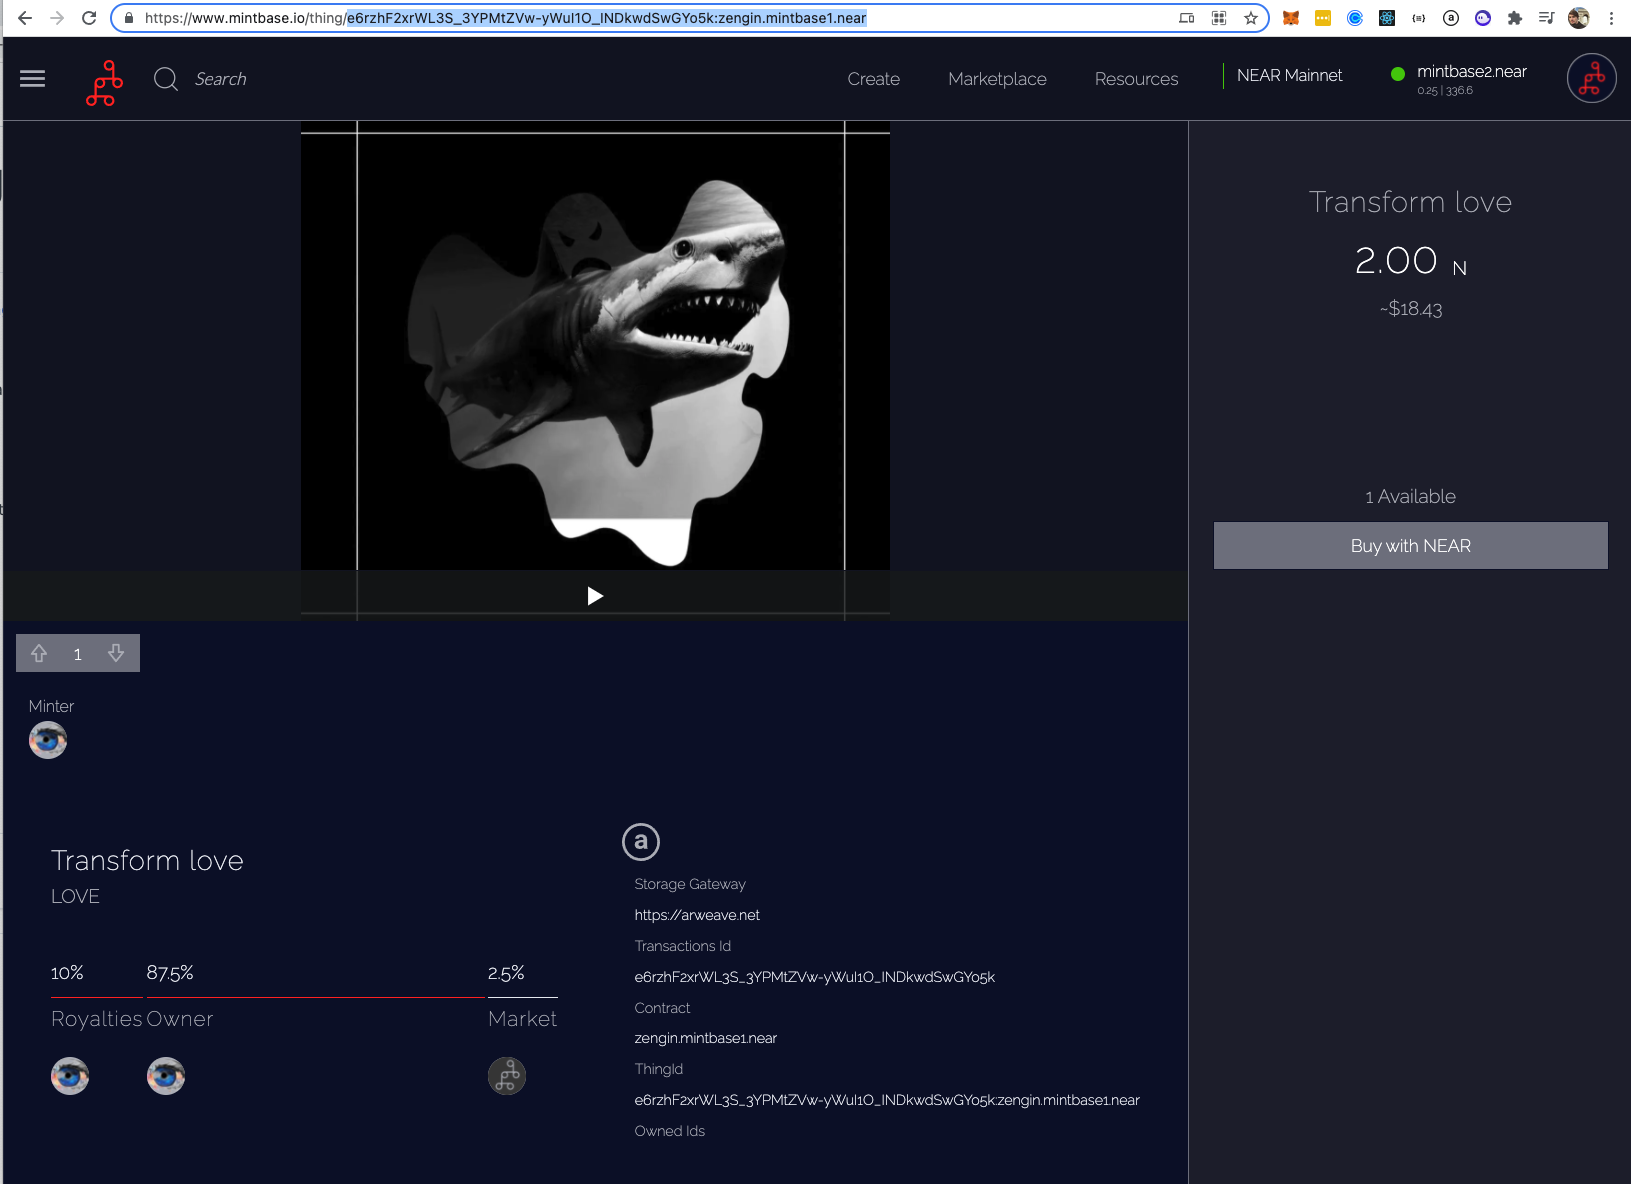 https://www.mintbase.io/thing/e6rzhF2xrWL3S_3YPMtZVw-yWuI1O_lNDkwdSwGYo5k:zengin.mintbase1.near
Search
Create
Marketplace
Resources
NEAR Mainnet
mintbase2.near
0.25 | 336.6
Transform love
2.00 N
~$18.43
1 Available
Buy with NEAR
1
Minter
Transform love
LOVE
10%
87.5%
2.5%
Royalties
Owner
Market
a
Storage Gateway
https://arweave.net
Transactions Id
e6rzhF2xrWL3S_3YPMtZVw-yWuI1O_lNDkwdSwGYo5k
Contract
zengin.mintbase1.near
ThingId
e6rzhF2xrWL3S_3YPMtZVw-yWuI1O_lNDkwdSwGYo5k:zengin.mintbase1.near
Owned Ids